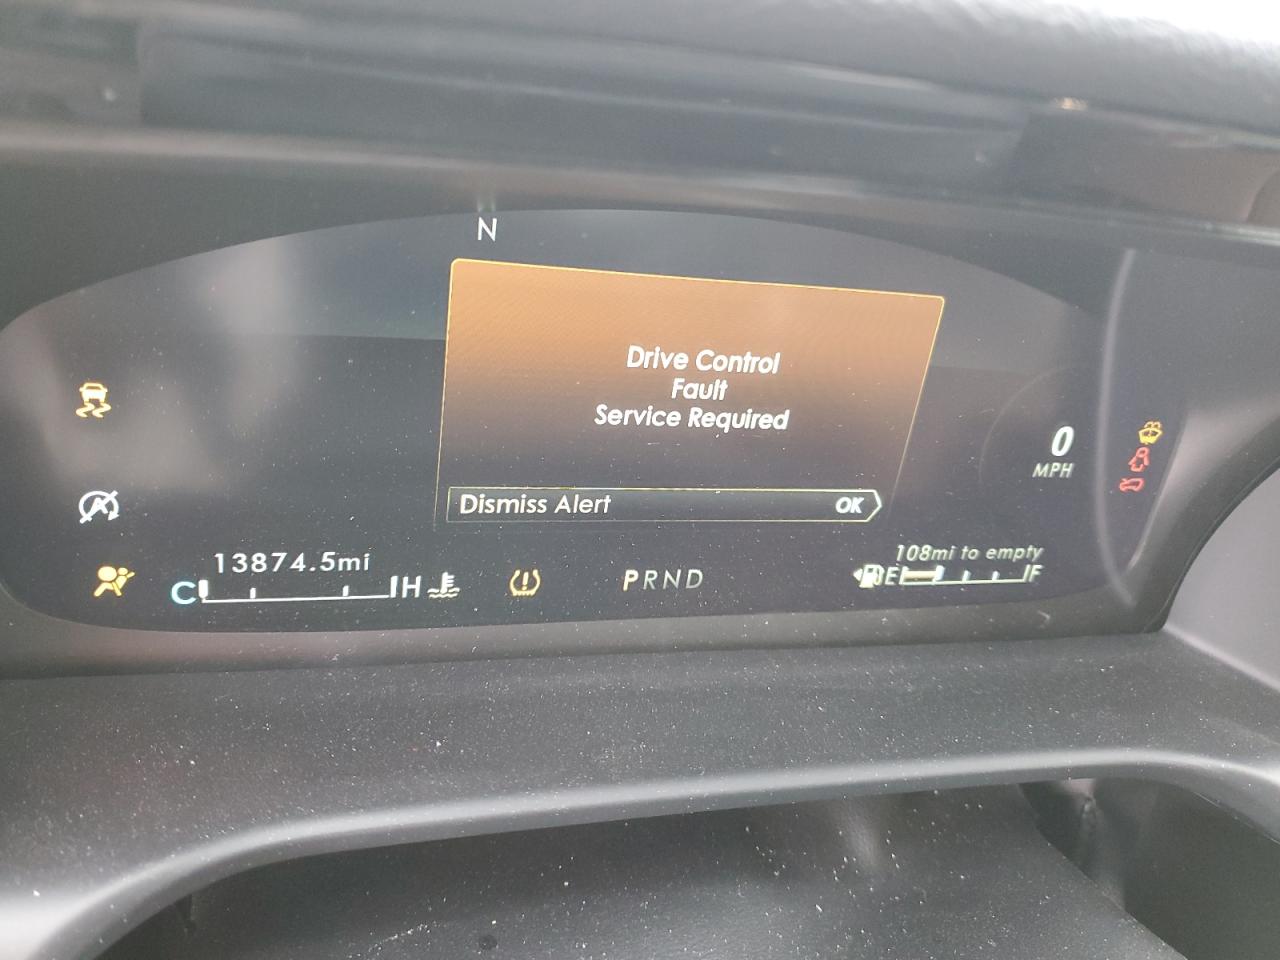 N
Drive Control
Fault
Service Required
Dismiss Alert OK
0
MPH
13874.5mi
C H
PRND
108mi to empty
E F